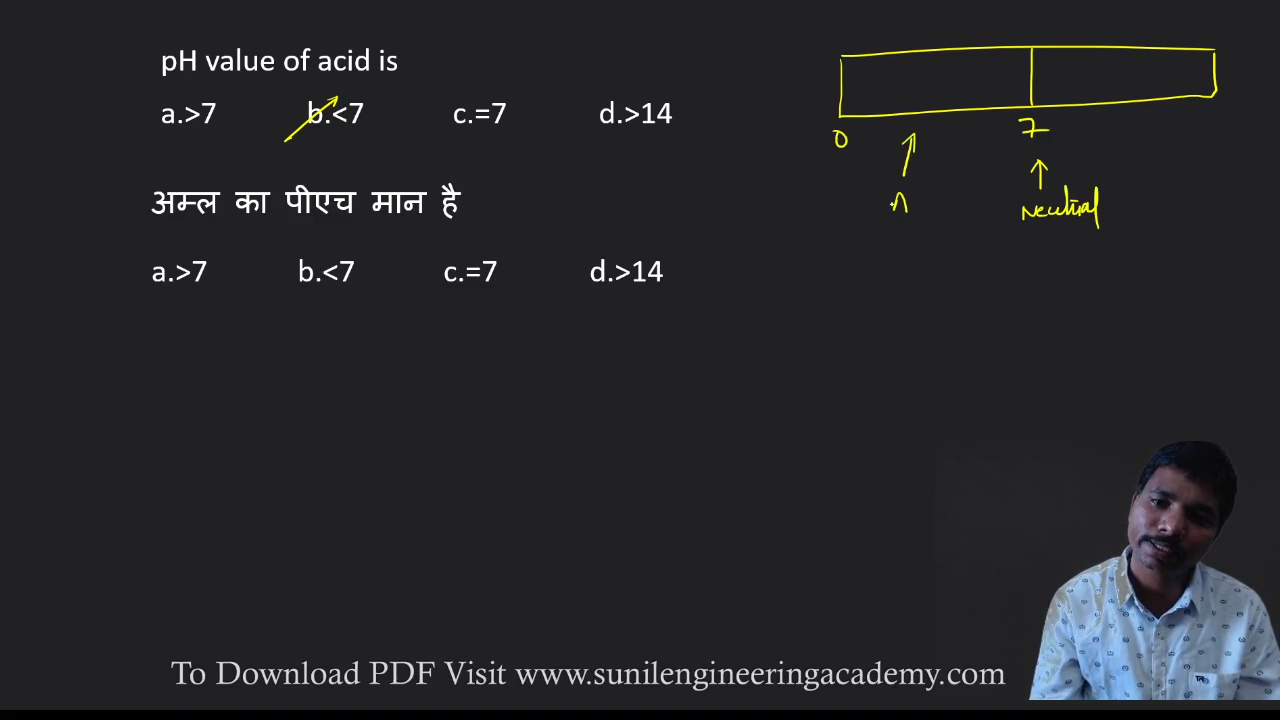 pH value of acid is
a.>7 b.<7 c.=7 d.>14
अम्ल का पीएच मान है
a.>7 b.<7 c.=7 d.>14
0 7
Neutral
To Download PDF Visit www.sunilengineeringacademy.com